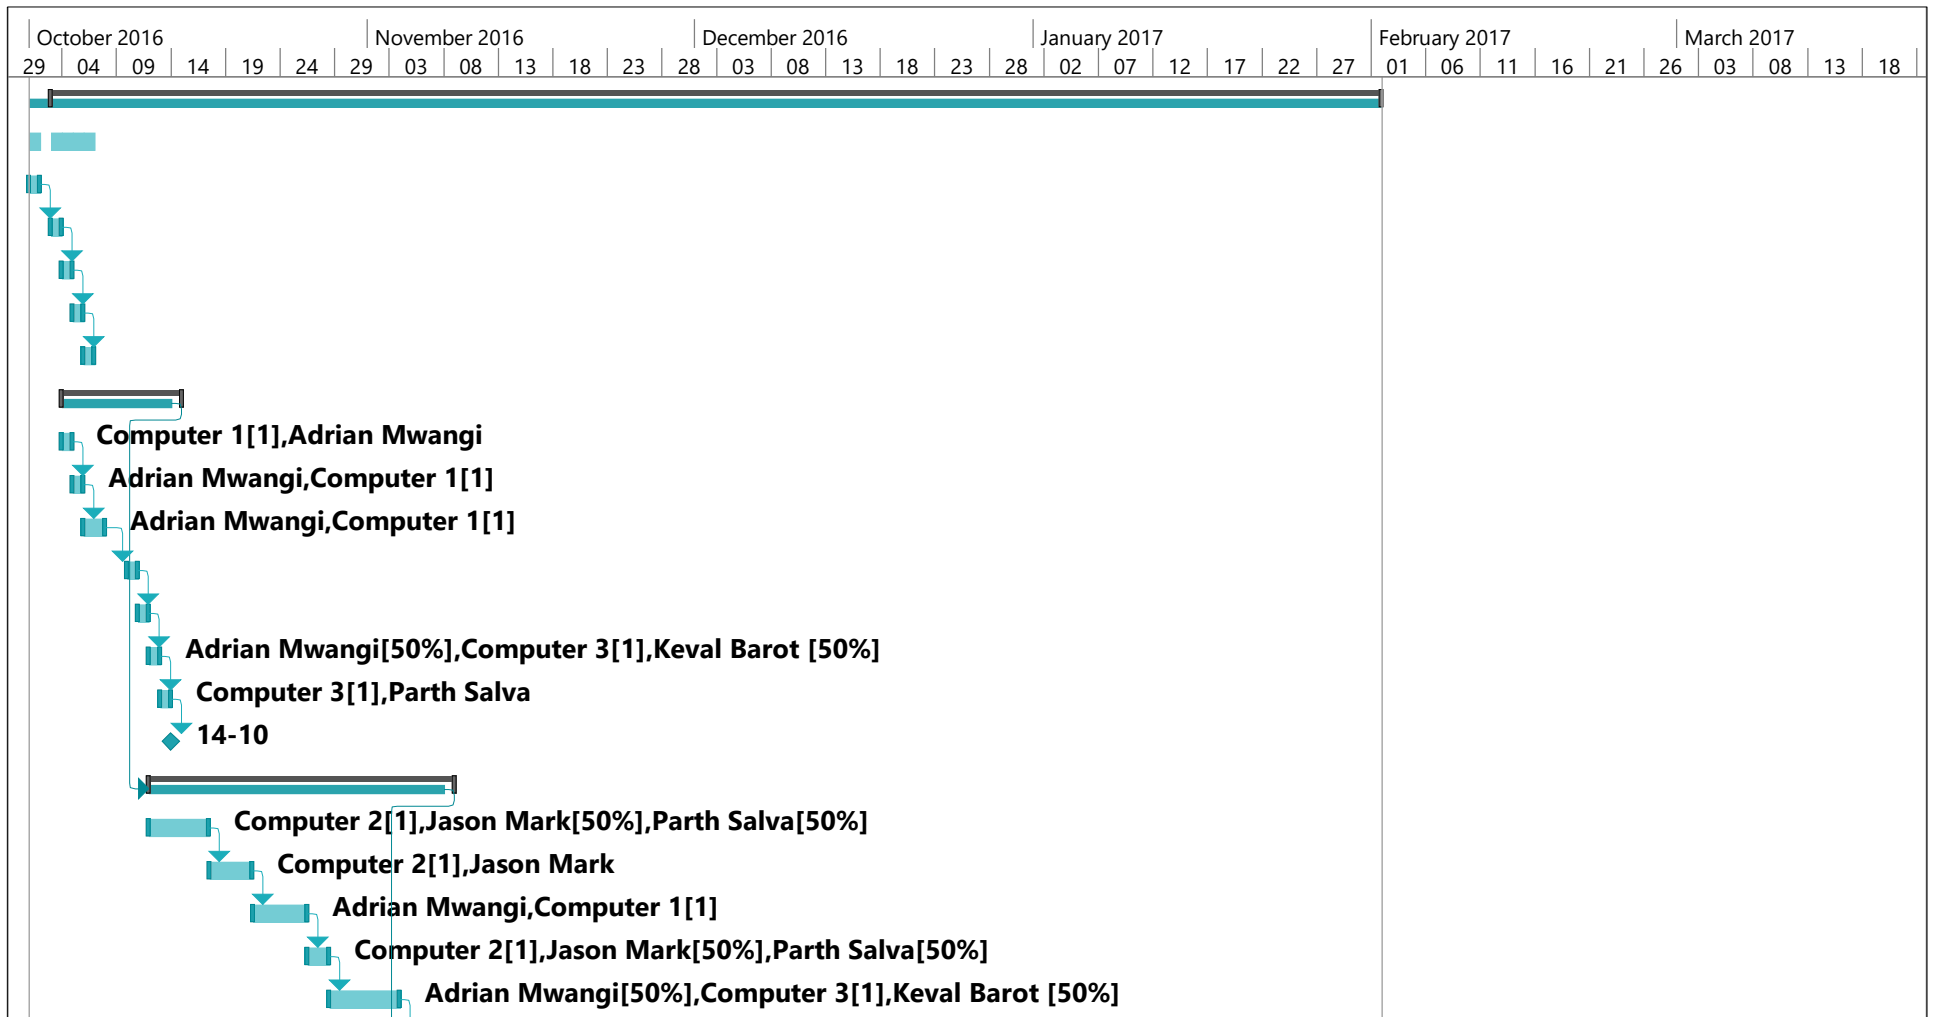 October 2016 November 2016 December 2016 January 2017 February 2017 March 2017
29 04 09 14 19 24 29 03 08 13 18 23 28 03 08 13 18 23 28 02 07 12 17 22 27 01 06 11 16 21 26 03 08 13 18
Computer 1[1],Adrian Mwangi
Adrian Mwangi,Computer 1[1]
Adrian Mwangi,Computer 1[1]
Adrian Mwangi[50%],Computer 3[1],Keval Barot [50%]
Computer 3[1],Parth Salva
14-10
Computer 2[1],Jason Mark[50%],Parth Salva[50%]
Computer 2[1],Jason Mark
Adrian Mwangi,Computer 1[1]
Computer 2[1],Jason Mark[50%],Parth Salva[50%]
Adrian Mwangi[50%],Computer 3[1],Keval Barot [50%]